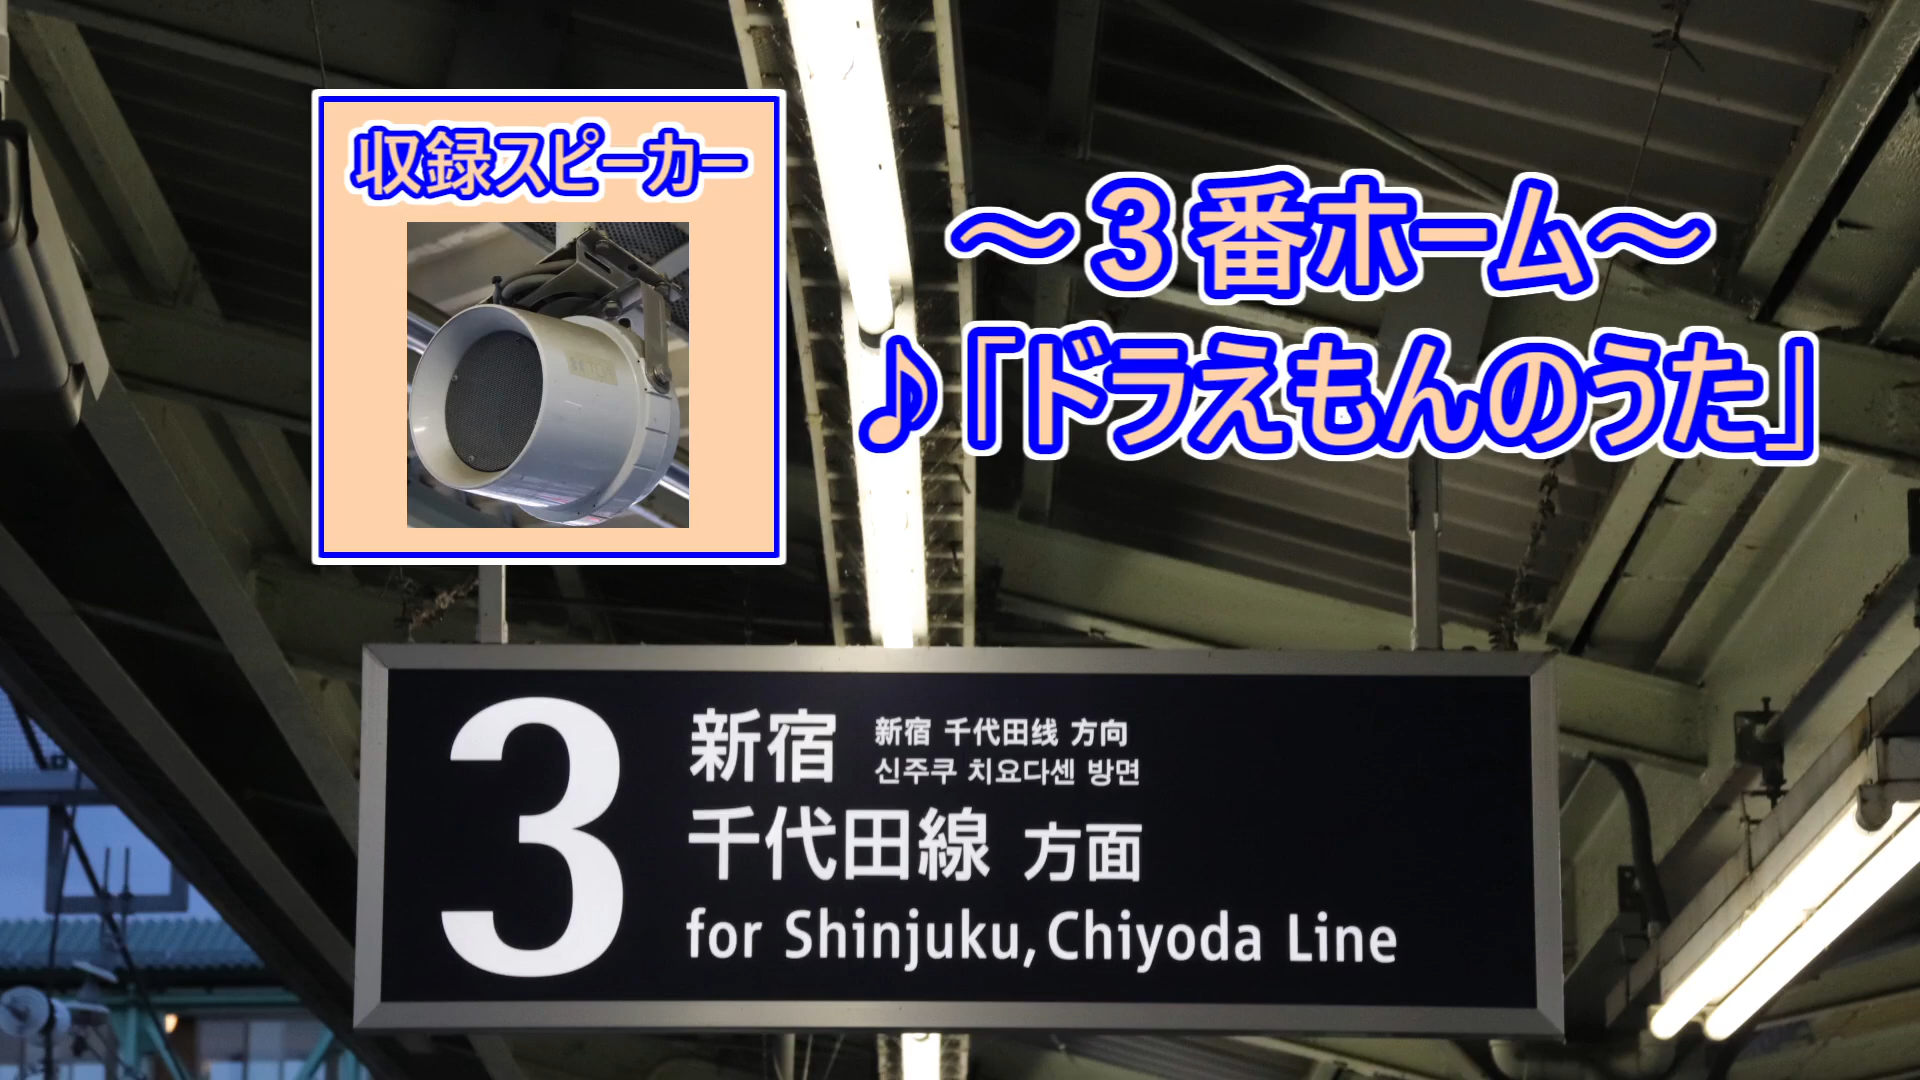 収録スピーカー
～３番ホーム～
♪「ドラえもんのうた」
3
新宿
新宿 千代田线 方向
신주쿠 치요다센 방면
千代田線 方面
for Shinjuku, Chiyoda Line